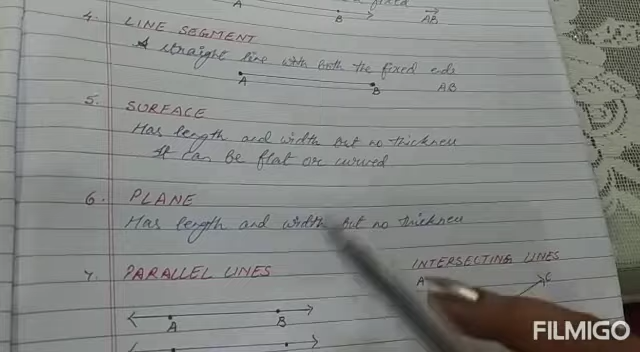 fixed
A B AB
4. LINE SEGMENT
A straight line with both the fixed ends
A B AB
5. SURFACE
Has length and width but no thickness
It can be flat or curved
6. PLANE
Has length and width but no thickness
7. PARALLEL LINES
INTERSECTING LINES
A C
A B
FILMIGO